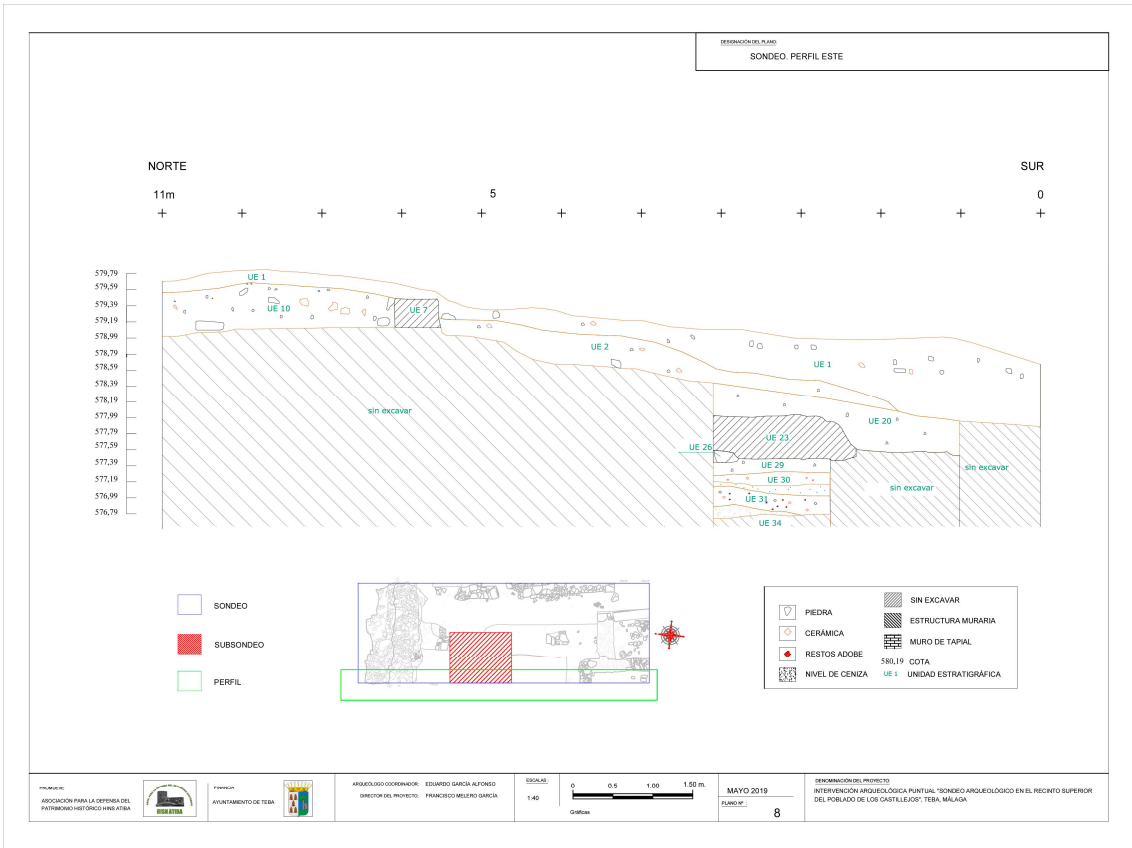 DESIGNACIÓN DEL PLANO:
SONDEO. PERFIL ESTE
NORTE
SUR
11m
5
0
579,79
579,59
579,39
579,19
578,99
578,79
578,59
578,39
578,19
577,99
577,79
577,59
577,39
577,19
576,99
576,79
UE 1
UE 10
UE 7
UE 2
UE 1
sin excavar
UE 20
UE 23
UE 26
UE 29
sin excavar
UE 30
sin excavar
UE 31
UE 34
SONDEO
SUBSONDEO
PERFIL
PIEDRA
CERÁMICA
RESTOS ADOBE
NIVEL DE CENIZA
SIN EXCAVAR
ESTRUCTURA MURARIA
MURO DE TAPIAL
580,19 COTA
UE 1 UNIDAD ESTRATIGRÁFICA
ASOCIACIÓN PARA LA DEFENSA DEL
PATRIMONIO HISTÓRICO HINS ATIBA
HISN ATIBA
AYUNTAMIENTO DE TEBA
ARQUEÓLOGO COORDINADOR: EDUARDO GARCÍA ALFONSO
DIRECTOR DEL PROYECTO: FRANCISCO MELERO GARCÍA
ESCALAS:
1:40
0 0.5 1.00 1.50 m.
Gráficas
MAYO 2019
PLANO Nº
8
DENOMINACIÓN DEL PROYECTO:
INTERVENCIÓN ARQUEOLÓGICA PUNTUAL "SONDEO ARQUEOLÓGICO EN EL RECINTO SUPERIOR
DEL POBLADO DE LOS CASTILLEJOS", TEBA, MÁLAGA